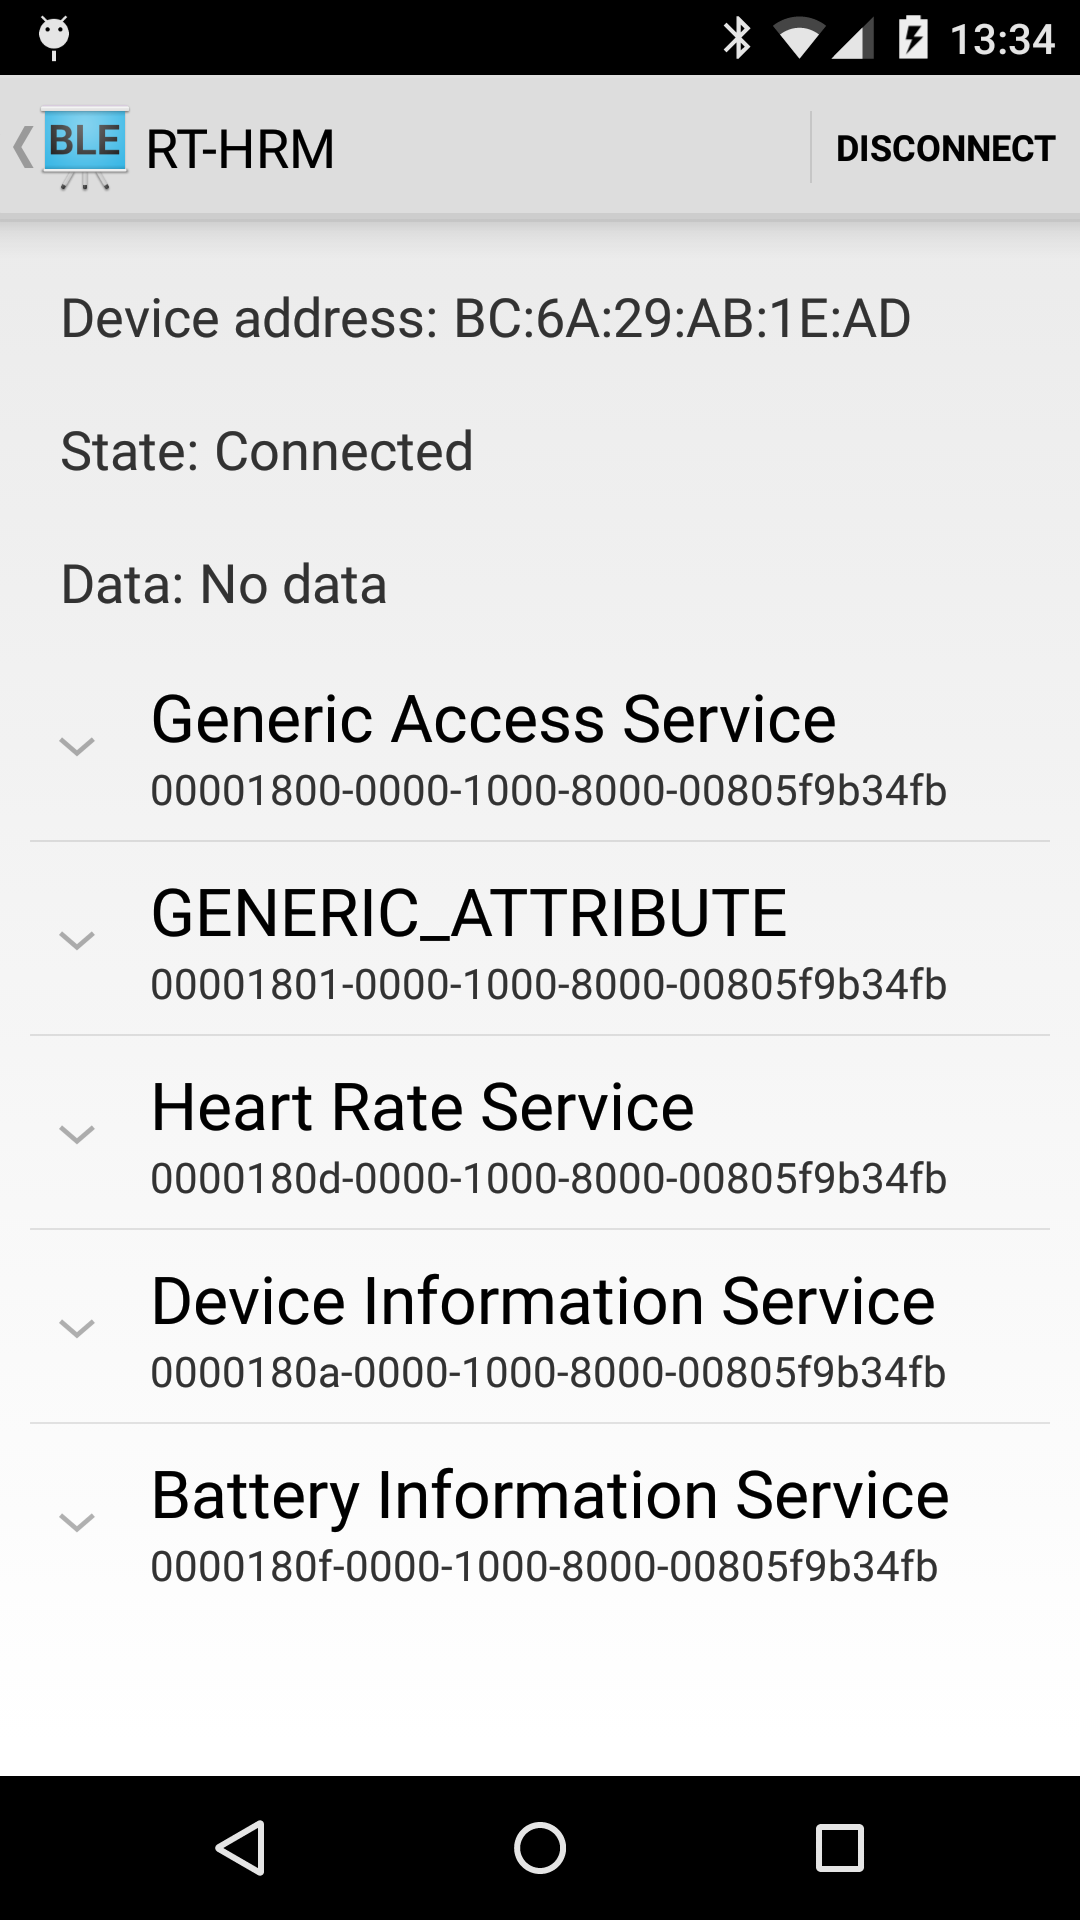 13:34
BLE RT-HRM DISCONNECT
Device address: BC:6A:29:AB:1E:AD
State: Connected
Data: No data
Generic Access Service
00001800-0000-1000-8000-00805f9b34fb
GENERIC_ATTRIBUTE
00001801-0000-1000-8000-00805f9b34fb
Heart Rate Service
0000180d-0000-1000-8000-00805f9b34fb
Device Information Service
0000180a-0000-1000-8000-00805f9b34fb
Battery Information Service
0000180f-0000-1000-8000-00805f9b34fb